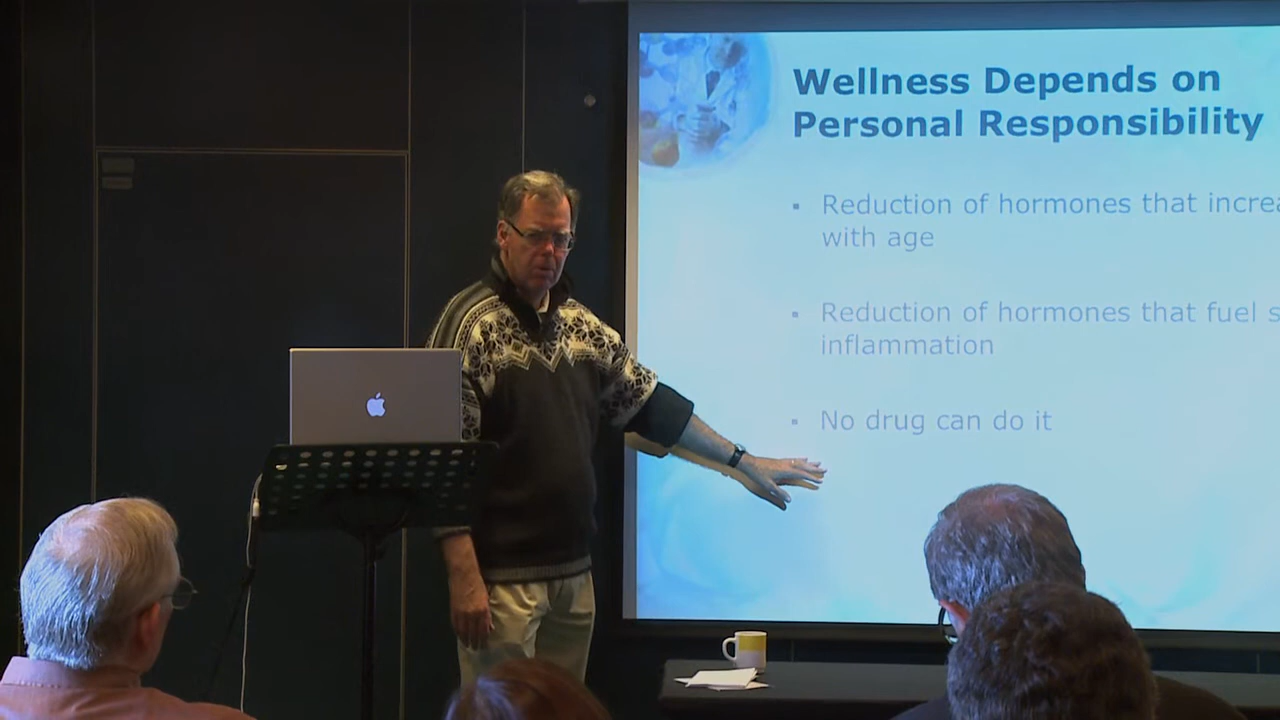 Wellness Depends on
Personal Responsibility
▪ Reduction of hormones that
with age
▪ Reduction of hormones that fuel
inflammation
▪ No drug can do it